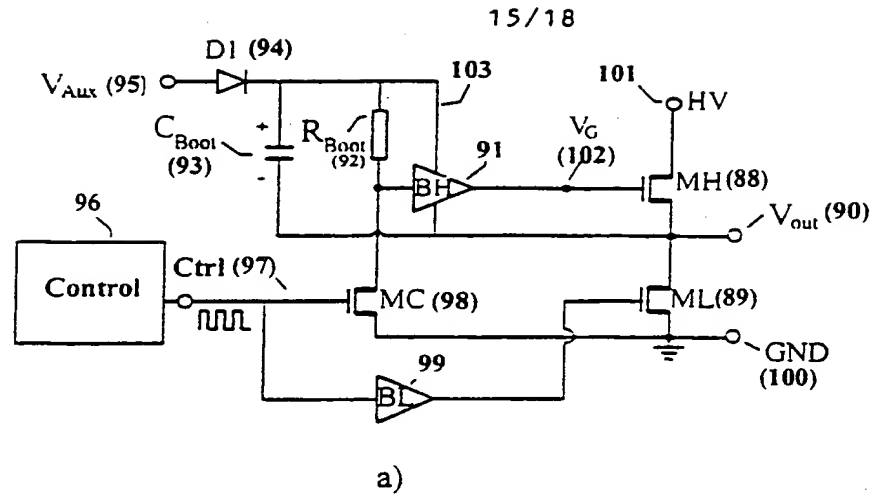 15/18
D1 (94)
103
101
V_Aux (95)
HV
C_Boot
(93)
+
-
R_Boot
(92)
91
V_G
(102)
BH
MH (88)
96
V_out (90)
Control
Ctrl (97)
MC (98)
ML (89)
99
BL
GND
(100)
a)